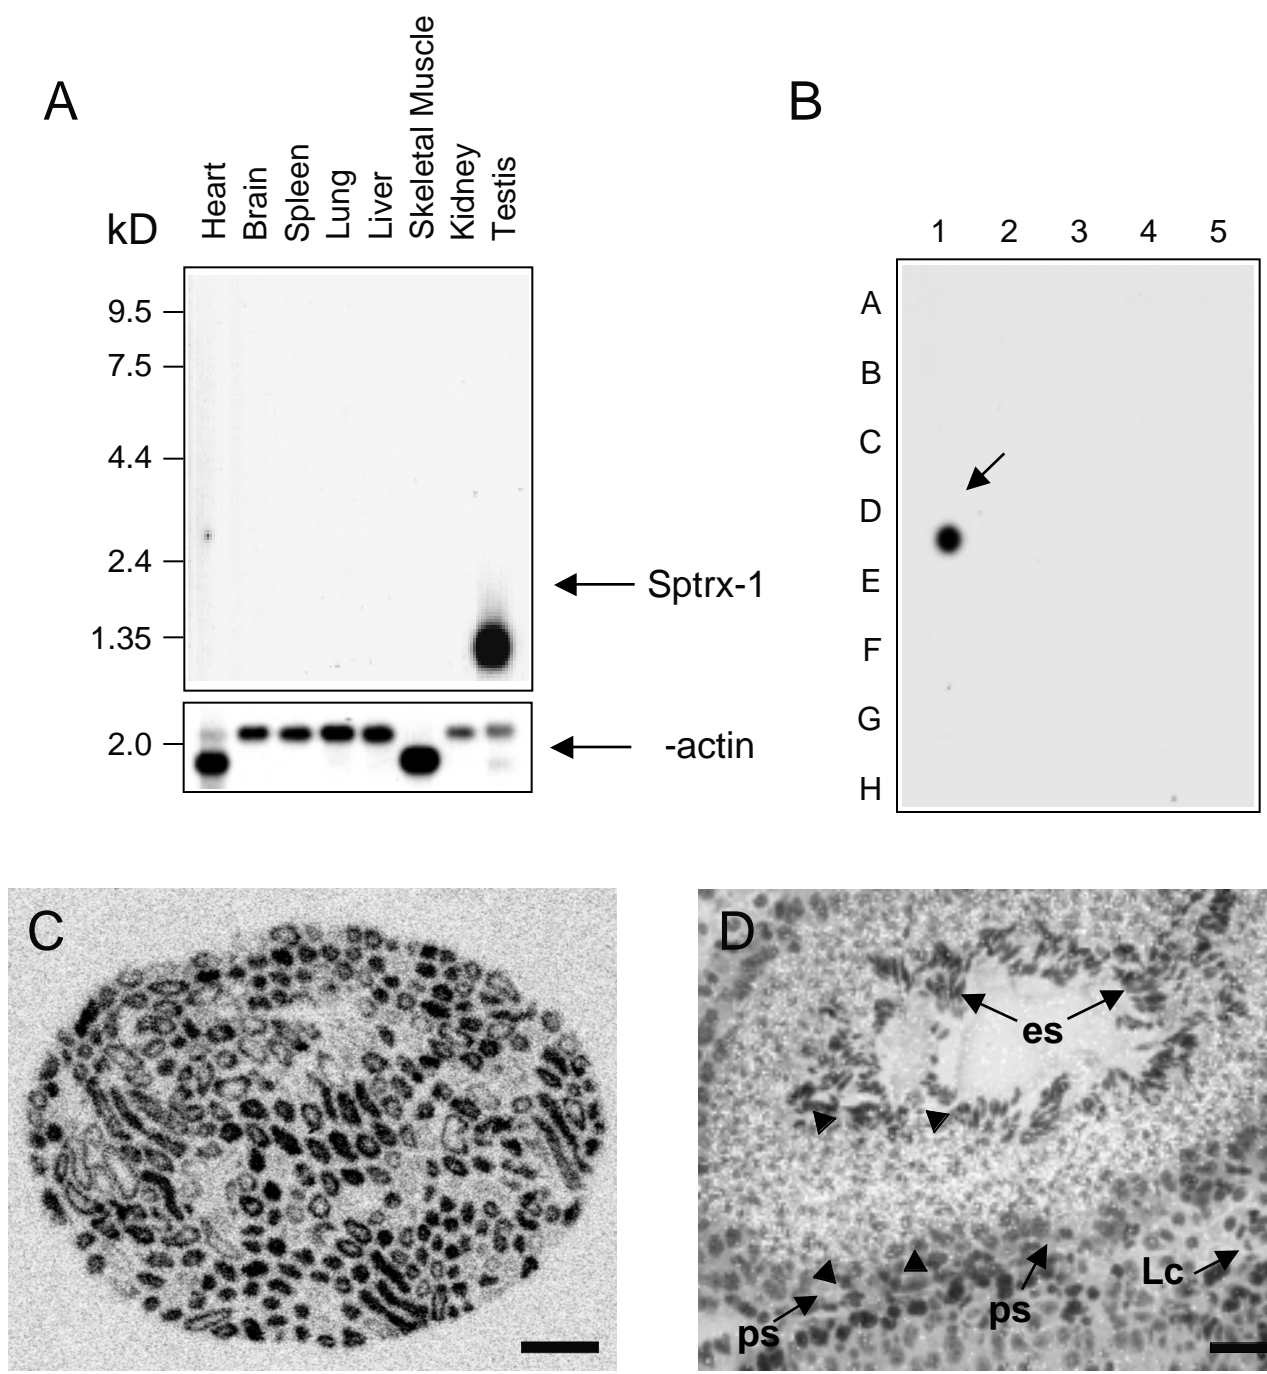 A
B
Heart
Brain
Spleen
Lung
Liver
Skeletal Muscle
Kidney
Testis
kD
9.5
7.5
4.4
2.4
1.35
2.0
Sptrx-1
-actin
1 2 3 4 5
A
B
C
D
E
F
G
H
C
D
es
Lc
ps
ps